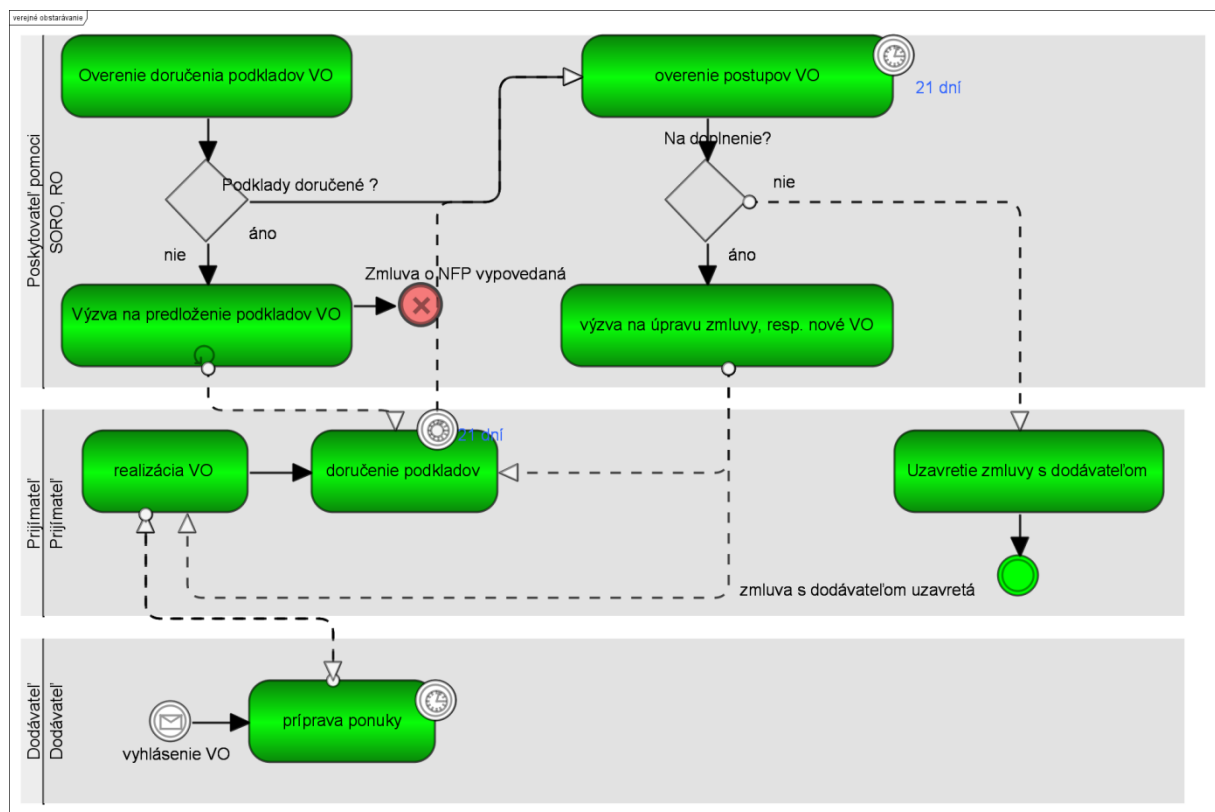 verejné obstarávanie
Poskytovateľ pomoci
SORO, RO
Overenie doručenia podkladov VO
overenie postupov VO
21 dní
Na doplnenie?
Podklady doručené ?
nie
áno
nie
áno
Zmluva o NFP vypovedaná
Výzva na predloženie podkladov VO
výzva na úpravu zmluvy, resp. nové VO
Prijímateľ
Prijímateľ
21 dní
realizácia VO
doručenie podkladov
Uzavretie zmluvy s dodávateľom
zmluva s dodávateľom uzavretá
Dodávateľ
Dodávateľ
príprava ponuky
vyhlásenie VO